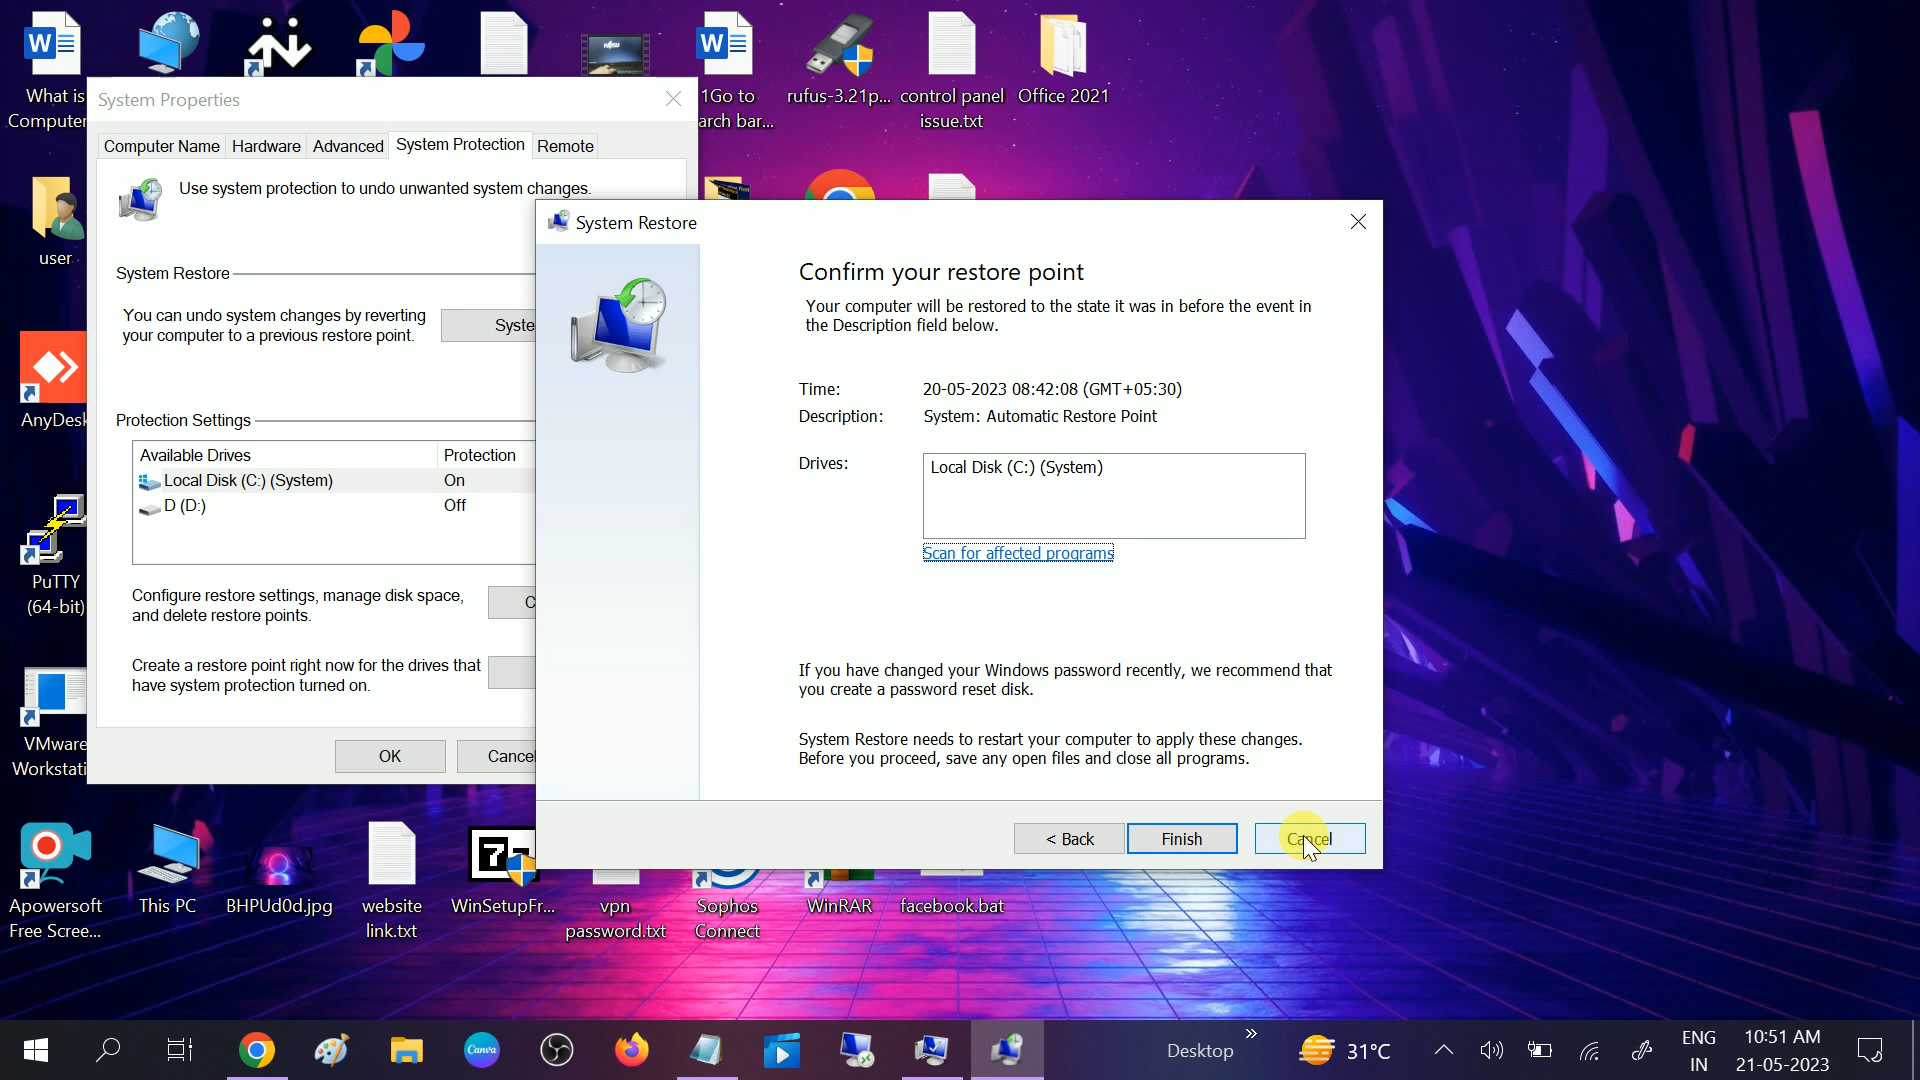 What is
Computer
1Go to
arch bar...
rufus-3.21p...
control panel
issue.txt
Office 2021
user
AnyDesk
PuTTY
(64-bit)
VMware
Workstati
System Properties
Computer Name
Hardware
Advanced
System Protection
Remote
Use system protection to undo unwanted system changes.
System Restore
You can undo system changes by reverting
your computer to a previous restore point.
Syste
Protection Settings
Available Drives
Protection
Local Disk (C:) (System)
On
D (D:)
Off
Configure restore settings, manage disk space,
and delete restore points.
C
Create a restore point right now for the drives that
have system protection turned on.
OK
Cancel
System Restore
Confirm your restore point
Your computer will be restored to the state it was in before the event in
the Description field below.
Time:
20-05-2023 08:42:08 (GMT+05:30)
Description:
System: Automatic Restore Point
Drives:
Local Disk (C:) (System)
Scan for affected programs
If you have changed your Windows password recently, we recommend that
you create a password reset disk.
System Restore needs to restart your computer to apply these changes.
Before you proceed, save any open files and close all programs.
< Back
Finish
Cancel
Apowersoft
Free Scree...
This PC
BHPUd0d.jpg
website
link.txt
WinSetupFr...
vpn
password.txt
Sophos
Connect
WinRAR
facebook.bat
Canva
Desktop
»
31°C
ENG
IN
10:51 AM
21-05-2023